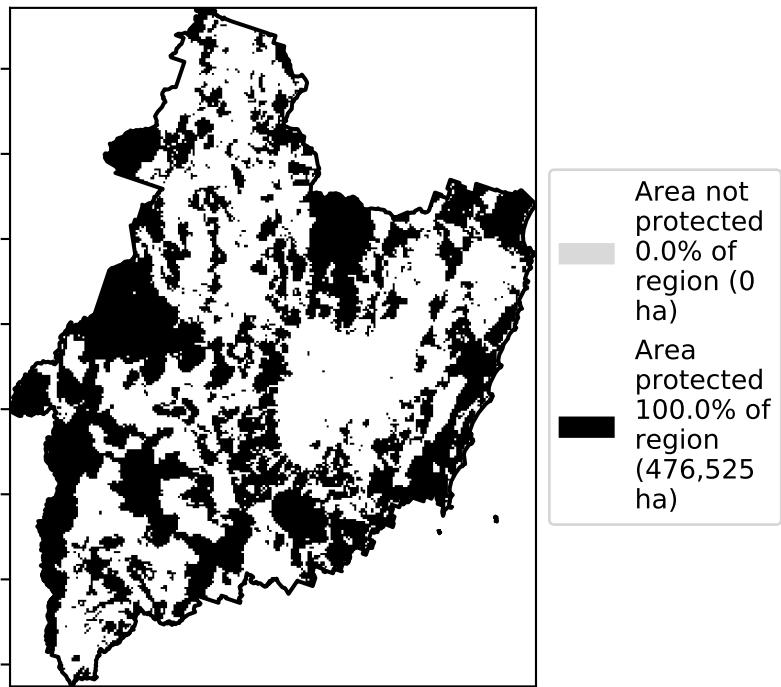 Area not
protected
0.0% of
region (0
ha)
Area
protected
100.0% of
region
(476,525
ha)